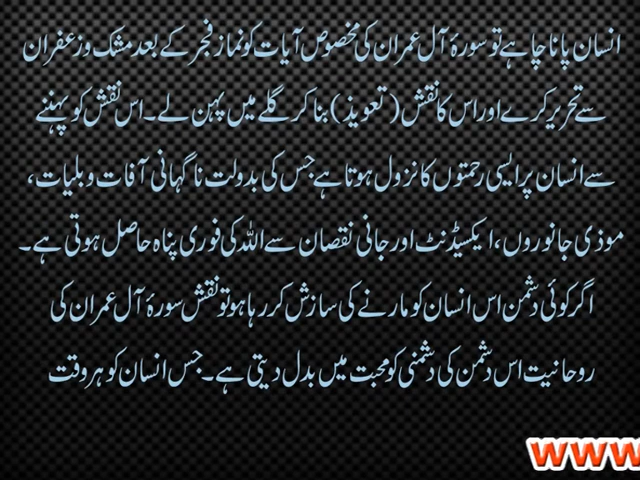 انسان پانا چاہے تو سورۂ آل عمران کی مخصوص آیات کو نماز فجر کے بعد مشک و زعفران
سے تحریر کرے اور اس کا نقش (تعویذ) بنا کر گلے میں پہن لے۔ اس نقش کو پہننے
سے انسان پر ایسی رحمتوں کا نزول ہوتا ہے جس کی بدولت ناگہانی آفات و بلیات،
موذی جانوروں، ایکسیڈنٹ اور جانی نقصان سے اللہ کی فوری پناہ حاصل ہوتی ہے۔
اگر کوئی دشمن اس انسان کو مارنے کی سازش کر رہا ہو تو نقش سورۂ آل عمران کی
روحانیت اس دشمن کی دشمنی کو محبت میں بدل دیتی ہے۔ جس انسان کو ہر وقت
www